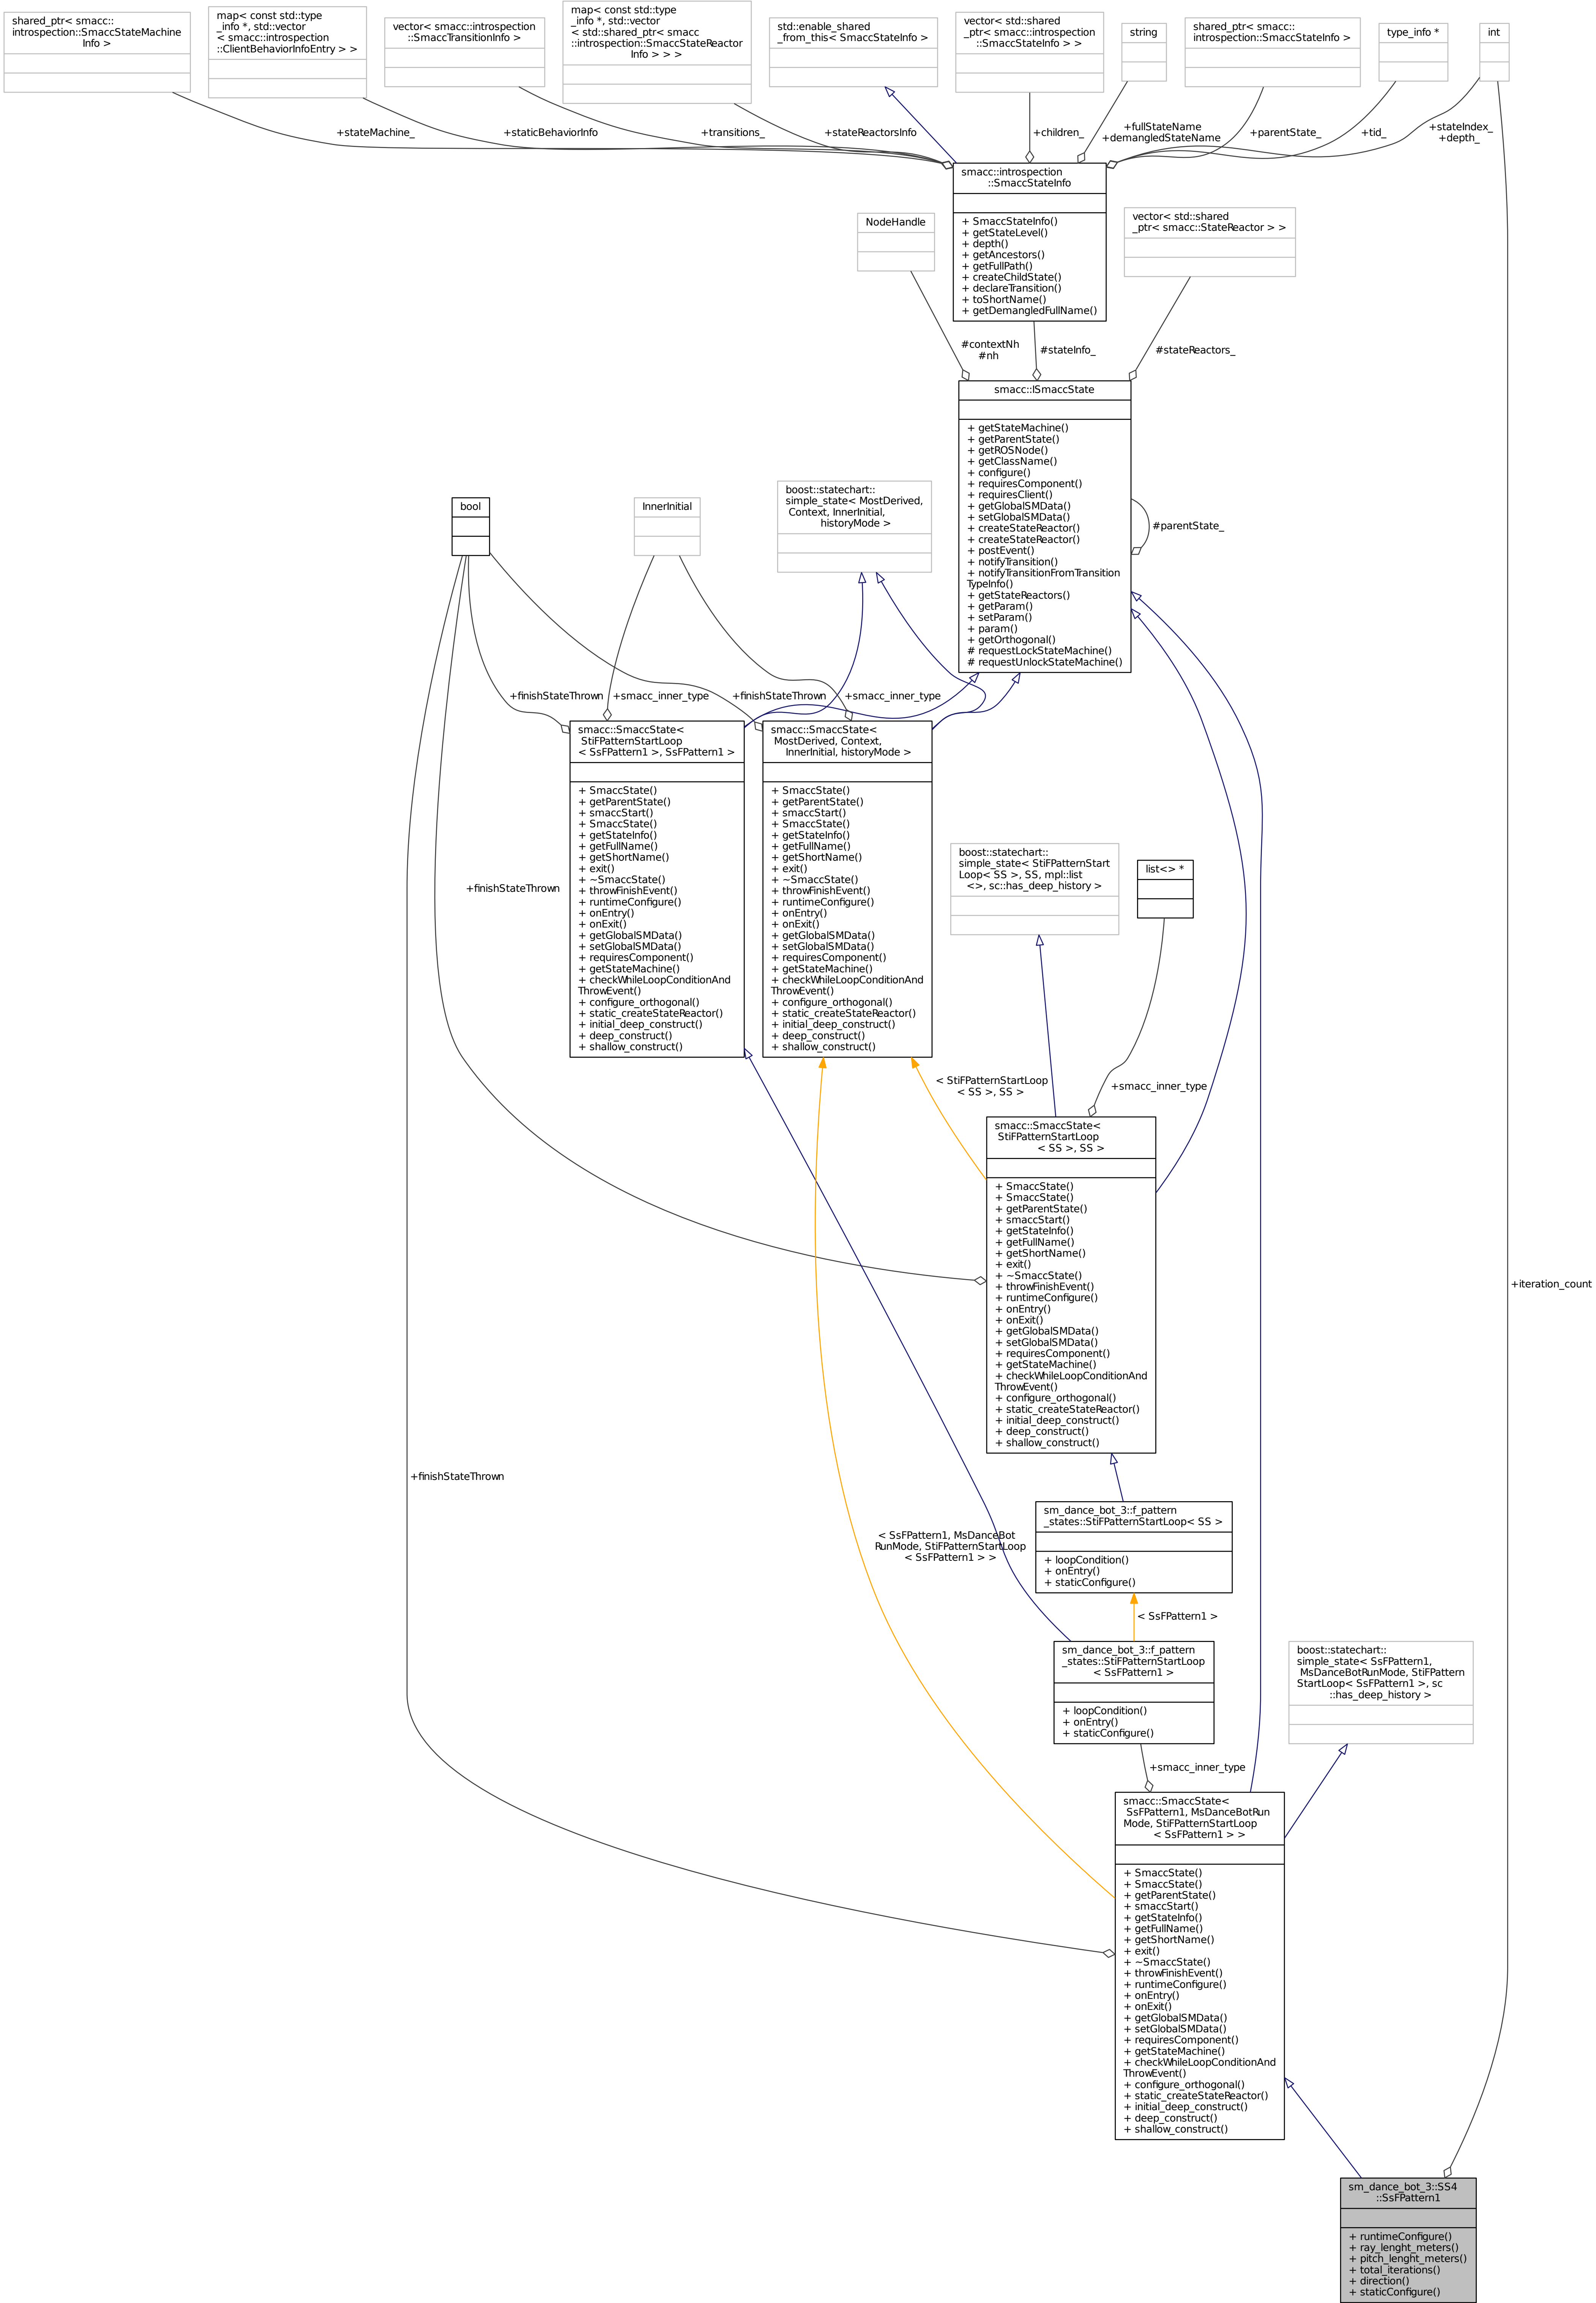 shared_ptr< smacc::
introspection::SmaccStateMachine
Info >
map< const std::type
_info *, std::vector
< smacc::introspection
::ClientBehaviorInfoEntry > >
vector< smacc::introspection
::SmaccTransitionInfo >
map< const std::type
_info *, std::vector
< std::shared_ptr< smacc
::introspection::SmaccStateReactor
Info > > >
std::enable_shared
_from_this< SmaccStateInfo >
vector< std::shared
_ptr< smacc::introspection
::SmaccStateInfo > >
string
shared_ptr< smacc::
introspection::SmaccStateInfo >
type_info *
int
+stateMachine_
+staticBehaviorInfo
+transitions_
+stateReactorsInfo
+children_
+fullStateName
+demangledStateName
+parentState_
+tid_
+stateIndex_
+depth_
smacc::introspection
::SmaccStateInfo
+ SmaccStateInfo()
+ getStateLevel()
+ depth()
+ getAncestors()
+ getFullPath()
+ createChildState()
+ declareTransition()
+ toShortName()
+ getDemangledFullName()
NodeHandle
vector< std::shared
_ptr< smacc::StateReactor > >
#contextNh
#nh
#stateInfo_
#stateReactors_
smacc::ISmaccState
+ getStateMachine()
+ getParentState()
+ getROSNode()
+ getClassName()
+ configure()
+ requiresComponent()
+ requiresClient()
+ getGlobalSMData()
+ setGlobalSMData()
+ createStateReactor()
+ createStateReactor()
+ postEvent()
+ notifyTransition()
+ notifyTransitionFromTransition
TypeInfo()
+ getStateReactors()
+ getParam()
+ setParam()
+ param()
+ getOrthogonal()
# requestLockStateMachine()
# requestUnlockStateMachine()
#parentState_
bool
InnerInitial
boost::statechart::
simple_state< MostDerived,
Context, InnerInitial,
historyMode >
+finishStateThrown
+smacc_inner_type
+finishStateThrown
+smacc_inner_type
smacc::SmaccState<
StiFPatternStartLoop
< SsFPattern1 >, SsFPattern1 >
+ SmaccState()
+ getParentState()
+ smaccStart()
+ SmaccState()
+ getStateInfo()
+ getFullName()
+ getShortName()
+ exit()
+ ~SmaccState()
+ throwFinishEvent()
+ runtimeConfigure()
+ onEntry()
+ onExit()
+ getGlobalSMData()
+ setGlobalSMData()
+ requiresComponent()
+ getStateMachine()
+ checkWhileLoopConditionAnd
ThrowEvent()
+ configure_orthogonal()
+ static_createStateReactor()
+ initial_deep_construct()
+ deep_construct()
+ shallow_construct()
smacc::SmaccState<
MostDerived, Context,
InnerInitial, historyMode >
+ SmaccState()
+ getParentState()
+ smaccStart()
+ SmaccState()
+ getStateInfo()
+ getFullName()
+ getShortName()
+ exit()
+ ~SmaccState()
+ throwFinishEvent()
+ runtimeConfigure()
+ onEntry()
+ onExit()
+ getGlobalSMData()
+ setGlobalSMData()
+ requiresComponent()
+ getStateMachine()
+ checkWhileLoopConditionAnd
ThrowEvent()
+ configure_orthogonal()
+ static_createStateReactor()
+ initial_deep_construct()
+ deep_construct()
+ shallow_construct()
+finishStateThrown
boost::statechart::
simple_state< StiFPatternStart
Loop< SS >, SS, mpl::list
<>, sc::has_deep_history >
list<> *
< StiFPatternStartLoop
< SS >, SS >
+smacc_inner_type
smacc::SmaccState<
StiFPatternStartLoop
< SS >, SS >
+ SmaccState()
+ SmaccState()
+ getParentState()
+ smaccStart()
+ getStateInfo()
+ getFullName()
+ getShortName()
+ exit()
+ ~SmaccState()
+ throwFinishEvent()
+ runtimeConfigure()
+ onEntry()
+ onExit()
+ getGlobalSMData()
+ setGlobalSMData()
+ requiresComponent()
+ getStateMachine()
+ checkWhileLoopConditionAnd
ThrowEvent()
+ configure_orthogonal()
+ static_createStateReactor()
+ initial_deep_construct()
+ deep_construct()
+ shallow_construct()
+iteration_count
+finishStateThrown
< SsFPattern1, MsDanceBot
RunMode, StiFPatternStartLoop
< SsFPattern1 > >
sm_dance_bot_3::f_pattern
_states::StiFPatternStartLoop< SS >
+ loopCondition()
+ onEntry()
+ staticConfigure()
< SsFPattern1 >
sm_dance_bot_3::f_pattern
_states::StiFPatternStartLoop
< SsFPattern1 >
+ loopCondition()
+ onEntry()
+ staticConfigure()
boost::statechart::
simple_state< SsFPattern1,
MsDanceBotRunMode, StiFPattern
StartLoop< SsFPattern1 >, sc
::has_deep_history >
+smacc_inner_type
smacc::SmaccState<
SsFPattern1, MsDanceBotRun
Mode, StiFPatternStartLoop
< SsFPattern1 > >
+ SmaccState()
+ SmaccState()
+ getParentState()
+ smaccStart()
+ getStateInfo()
+ getFullName()
+ getShortName()
+ exit()
+ ~SmaccState()
+ throwFinishEvent()
+ runtimeConfigure()
+ onEntry()
+ onExit()
+ getGlobalSMData()
+ setGlobalSMData()
+ requiresComponent()
+ getStateMachine()
+ checkWhileLoopConditionAnd
ThrowEvent()
+ configure_orthogonal()
+ static_createStateReactor()
+ initial_deep_construct()
+ deep_construct()
+ shallow_construct()
sm_dance_bot_3::SS4
::SsFPattern1
+ runtimeConfigure()
+ ray_lenght_meters()
+ pitch_lenght_meters()
+ total_iterations()
+ direction()
+ staticConfigure()